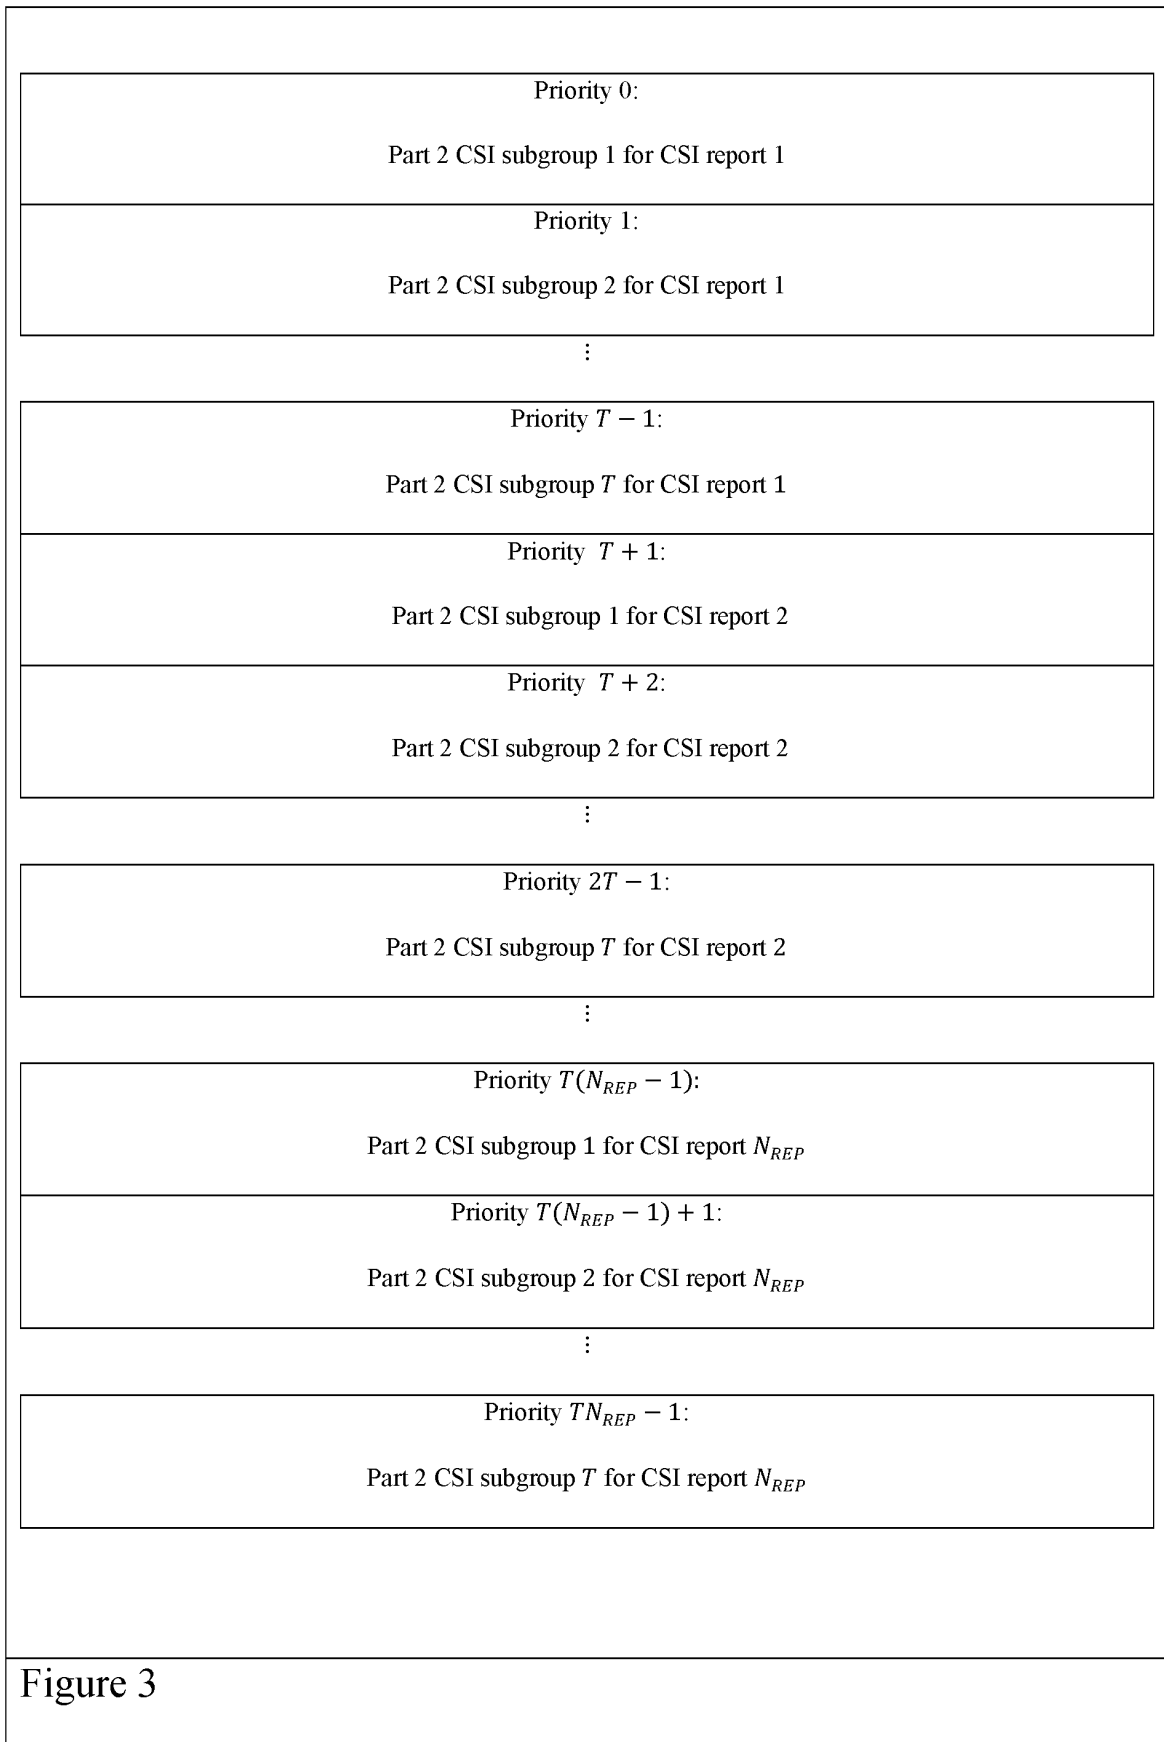 Priority 0:
Part 2 CSI subgroup 1 for CSI report 1
Priority 1:
Part 2 CSI subgroup 2 for CSI report 1
⋮
Priority T − 1:
Part 2 CSI subgroup T for CSI report 1
Priority T + 1:
Part 2 CSI subgroup 1 for CSI report 2
Priority T + 2:
Part 2 CSI subgroup 2 for CSI report 2
⋮
Priority 2T − 1:
Part 2 CSI subgroup T for CSI report 2
⋮
Priority T(N_REP − 1):
Part 2 CSI subgroup 1 for CSI report N_REP
Priority T(N_REP − 1) + 1:
Part 2 CSI subgroup 2 for CSI report N_REP
⋮
Priority TN_REP − 1:
Part 2 CSI subgroup T for CSI report N_REP
Figure 3